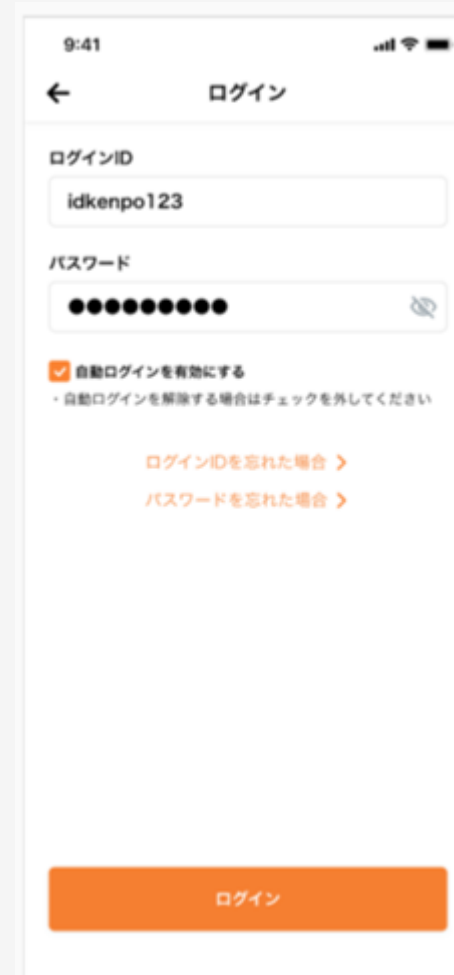 9:41
ログイン
ログインID
idkenpo123
パスワード
●●●●●●●●●
自動ログインを有効にする
・自動ログインを解除する場合はチェックを外してください
ログインIDを忘れた場合
パスワードを忘れた場合
ログイン